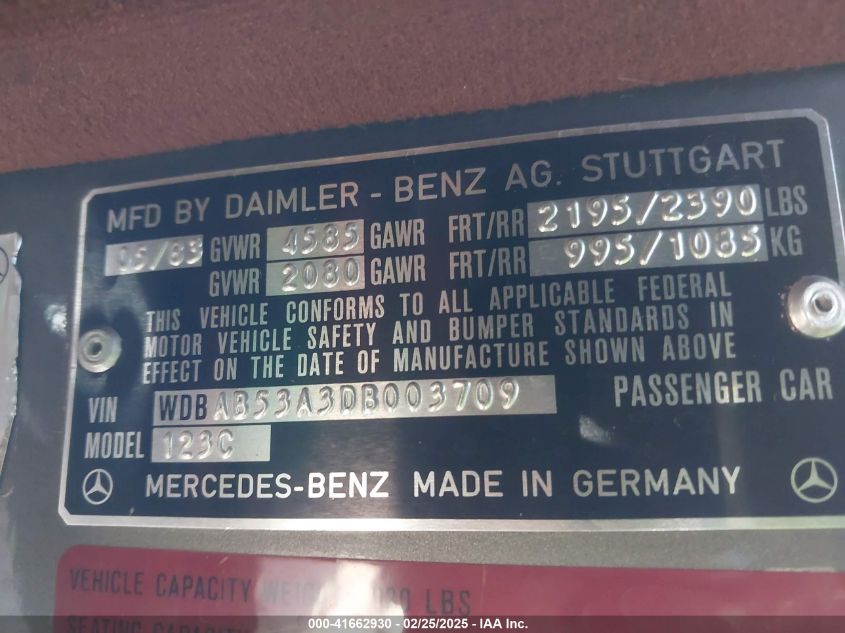 MFD BY DAIMLER - BENZ AG. STUTTGART
05/83 GVWR 4585 GAWR FRT/RR 2195/2390 LBS
GVWR 2080 GAWR FRT/RR 995/1085 KG
THIS VEHICLE CONFORMS TO ALL APPLICABLE FEDERAL
MOTOR VEHICLE SAFETY AND BUMPER STANDARDS IN
EFFECT ON THE DATE OF MANUFACTURE SHOWN ABOVE
VIN WDBAB53A3DB003709 PASSENGER CAR
MODEL 123C
MERCEDES-BENZ MADE IN GERMANY
VEHICLE CAPACITY LBS
SEATING CAPACITY
000-41662930 - 02/25/2025 - IAA Inc.